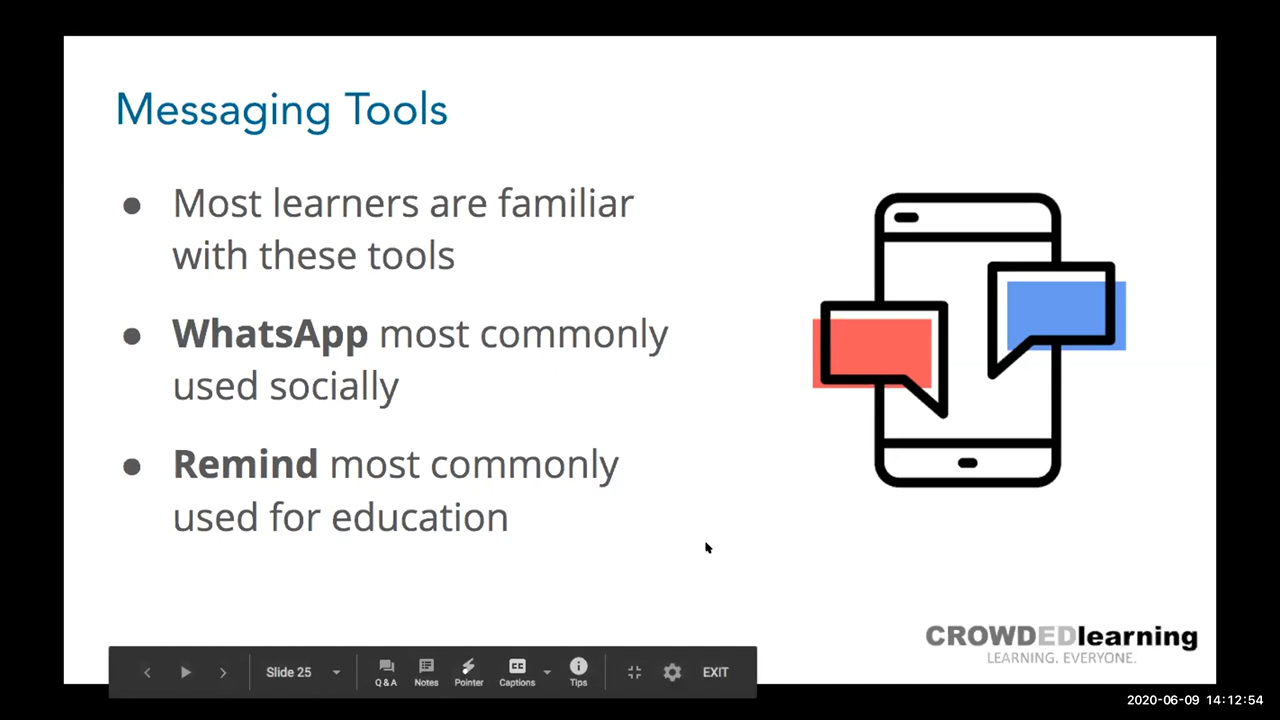 Messaging Tools
● Most learners are familiar
with these tools
● WhatsApp most commonly
used socially
● Remind most commonly
used for education
CROWDEDlearning
LEARNING. EVERYONE.
Slide 25
Q & A
Notes
Pointer
CC
Captions
Tips
EXIT
2020-06-09 14:12:54